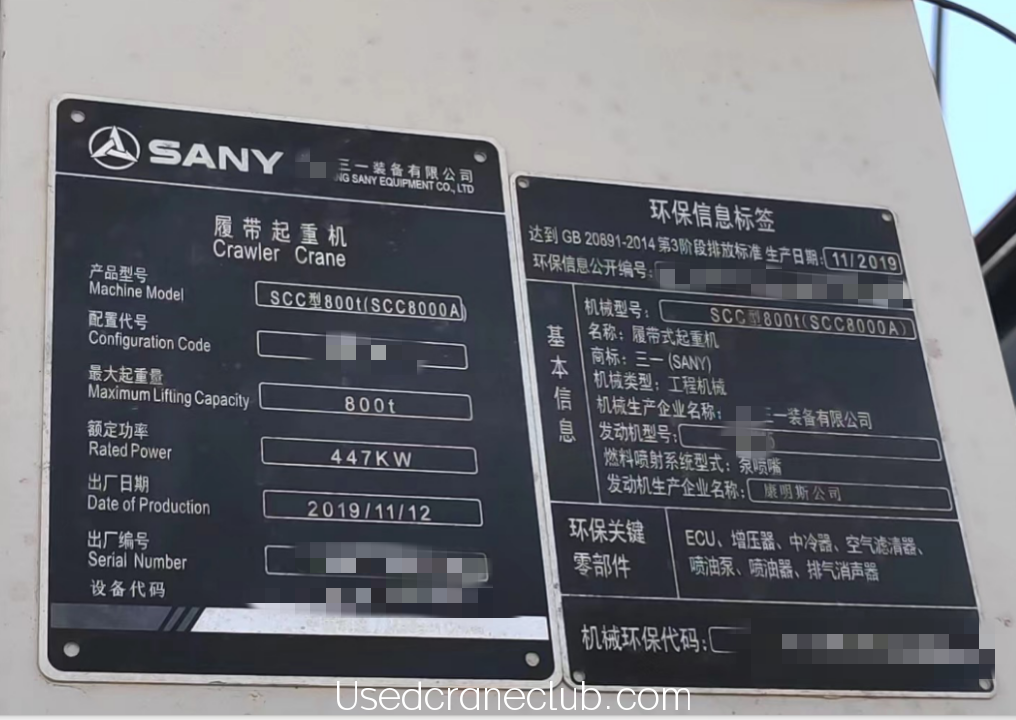 SANY 三一装备有限公司
NG SANY EQUIPMENT CO., LTD
履带起重机
Crawler Crane
产品型号
Machine Model
SCC型800t(SCC8000A)
配置代号
Configuration Code
最大起重量
Maximum Lifting Capacity
800t
额定功率
Rated Power
447KW
出厂日期
Date of Production
2019/11/12
出厂编号
Serial Number
设备代码
环保信息标签
达到 GB 20891-2014 第3阶段排放标准 生产日期: 11/2019
环保信息公开编号:
基本信息
机械型号: SCC型800t(SCC8000A)
名称: 履带式起重机
商标: 三一 (SANY)
机械类型: 工程机械
机械生产企业名称: 三一装备有限公司
发动机型号:
燃料喷射系统型式: 泵喷嘴
发动机生产企业名称: 康明斯公司
环保关键
零部件
ECU、增压器、中冷器、空气滤清器、
喷油泵、喷油器、排气消声器
机械环保代码:
Usedcraneclub.com